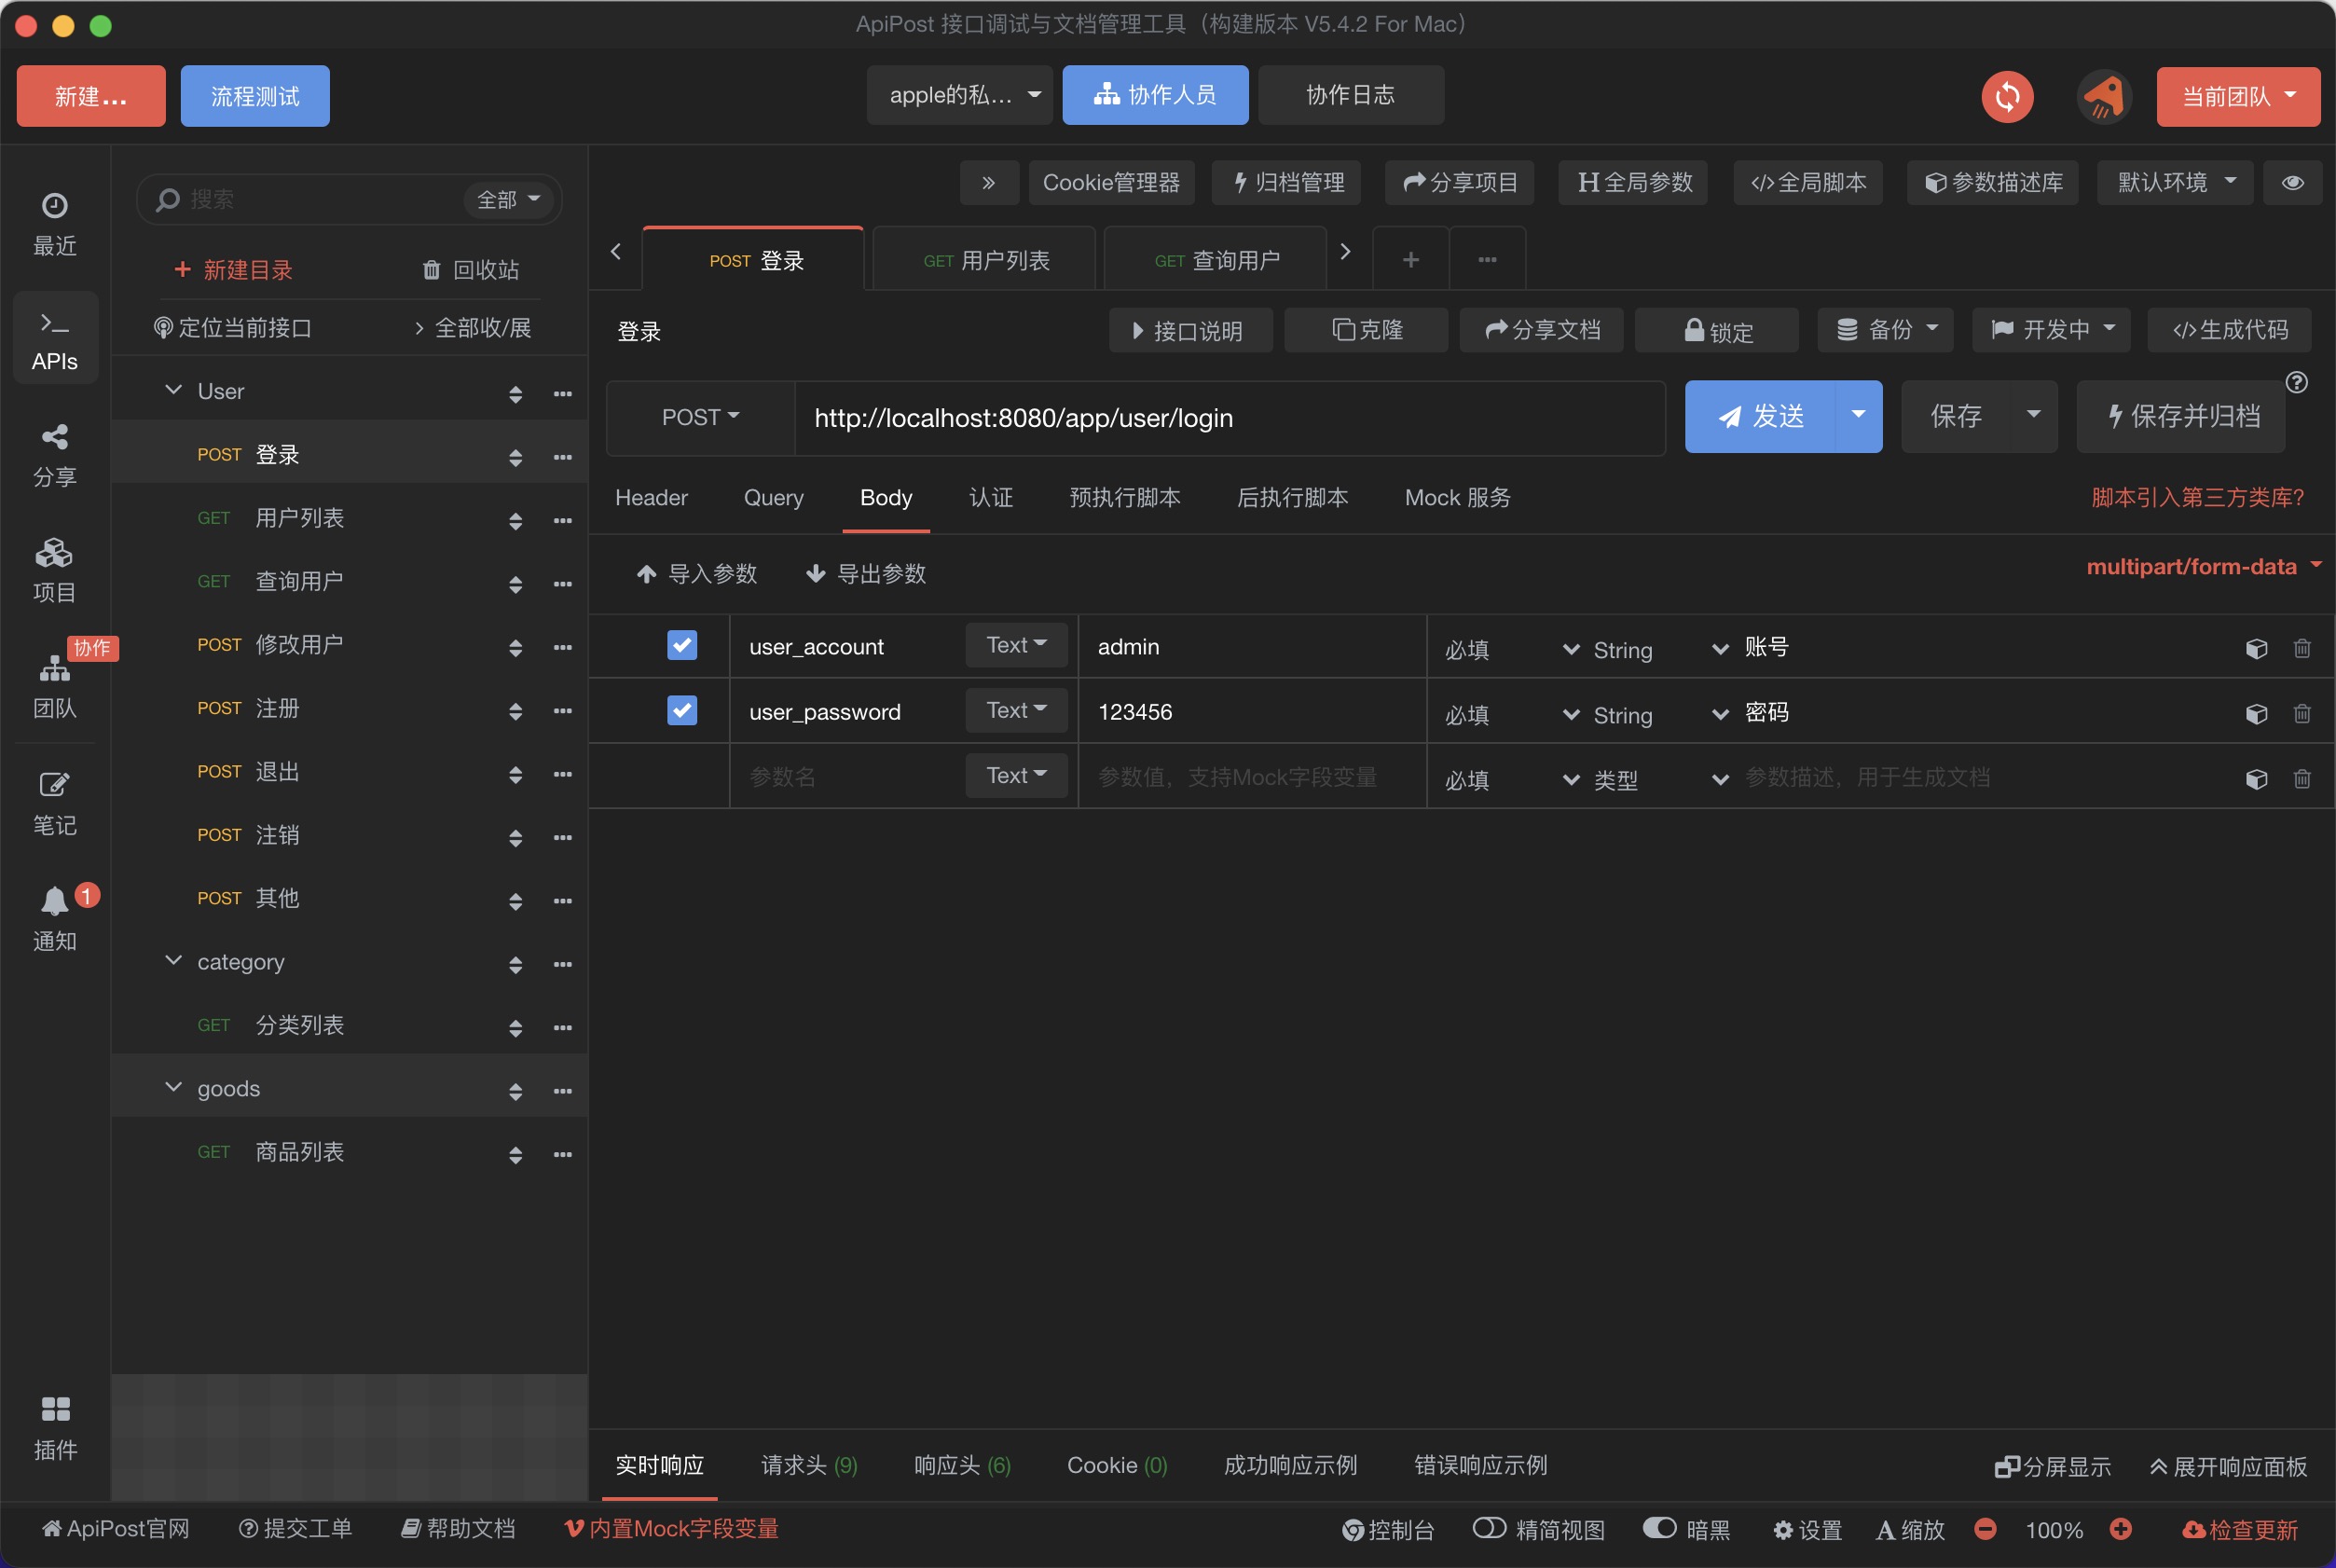 ApiPost 接口调试与文档管理工具（构建版本 V5.4.2 For Mac）
新建...
流程测试
apple的私...
协作人员
协作日志
当前团队
最近
APIs
分享
项目
协作
团队
笔记
1
通知
插件
搜索
全部
新建目录
回收站
定位当前接口
全部收/展
User
POST 登录
GET 用户列表
GET 查询用户
POST 修改用户
POST 注册
POST 退出
POST 注销
POST 其他
category
GET 分类列表
goods
GET 商品列表
Cookie管理器
归档管理
分享项目
H全局参数
</>全局脚本
参数描述库
默认环境
POST 登录
GET 用户列表
GET 查询用户
登录
接口说明
克隆
分享文档
锁定
备份
开发中
</>生成代码
POST
http://localhost:8080/app/user/login
发送
保存
保存并归档
Header
Query
Body
认证
预执行脚本
后执行脚本
Mock 服务
脚本引入第三方类库?
导入参数
导出参数
multipart/form-data
user_account Text admin 必填 String 账号
user_password Text 123456 必填 String 密码
参数名 Text 参数值，支持Mock字段变量 必填 类型 参数描述，用于生成文档
实时响应
请求头 (9)
响应头 (6)
Cookie (0)
成功响应示例
错误响应示例
分屏显示
展开响应面板
ApiPost官网
提交工单
帮助文档
内置Mock字段变量
控制台
精简视图
暗黑
设置
A缩放
100%
检查更新